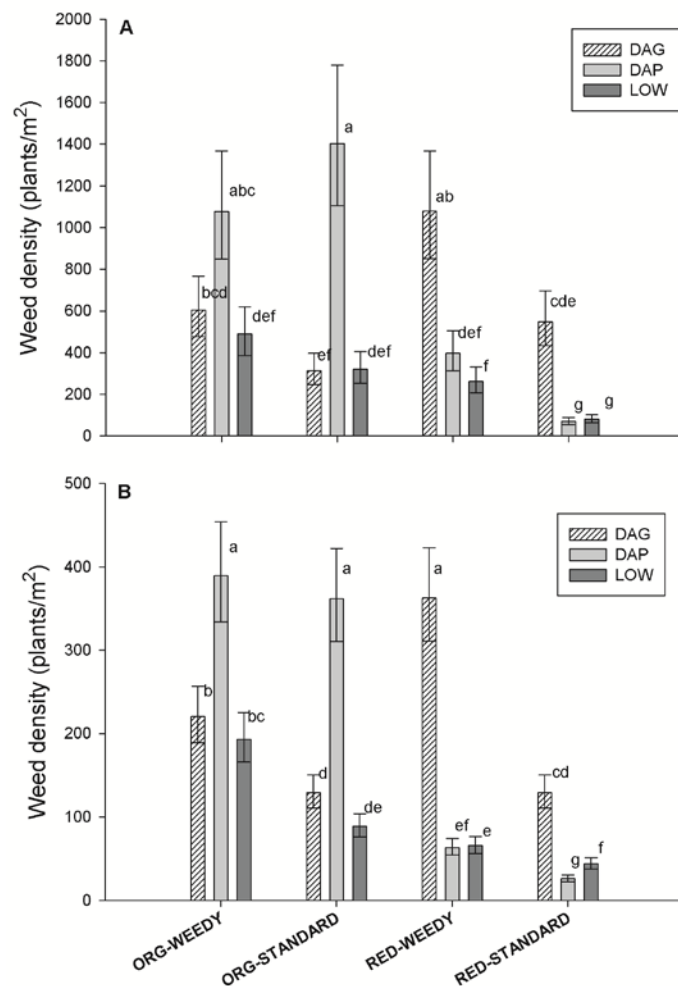 A
DAG
DAP
LOW
Weed density (plants/m²)
2000
1800
1600
1400
1200
1000
800
600
400
200
0
bcd
abc
def
ef
a
def
ab
def
f
cde
g
g
B
DAG
DAP
LOW
Weed density (plants/m²)
500
400
300
200
100
0
b
a
bc
d
a
de
a
ef
e
cd
g
f
ORG-WEEDY
ORG-STANDARD
RED-WEEDY
RED-STANDARD